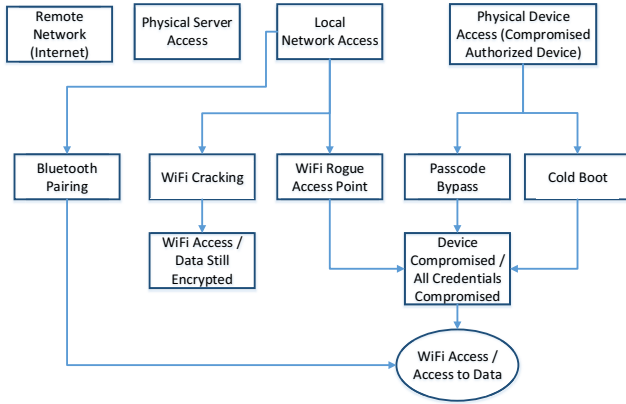 Remote
Network
(Internet)
Physical Server
Access
Local
Network Access
Physical Device
Access (Compromised
Authorized Device)
Bluetooth
Pairing
WiFi Cracking
WiFi Rogue
Access Point
Passcode
Bypass
Cold Boot
WiFi Access /
Data Still
Encrypted
Device
Compromised /
All Credentials
Compromised
WiFi Access /
Access to Data